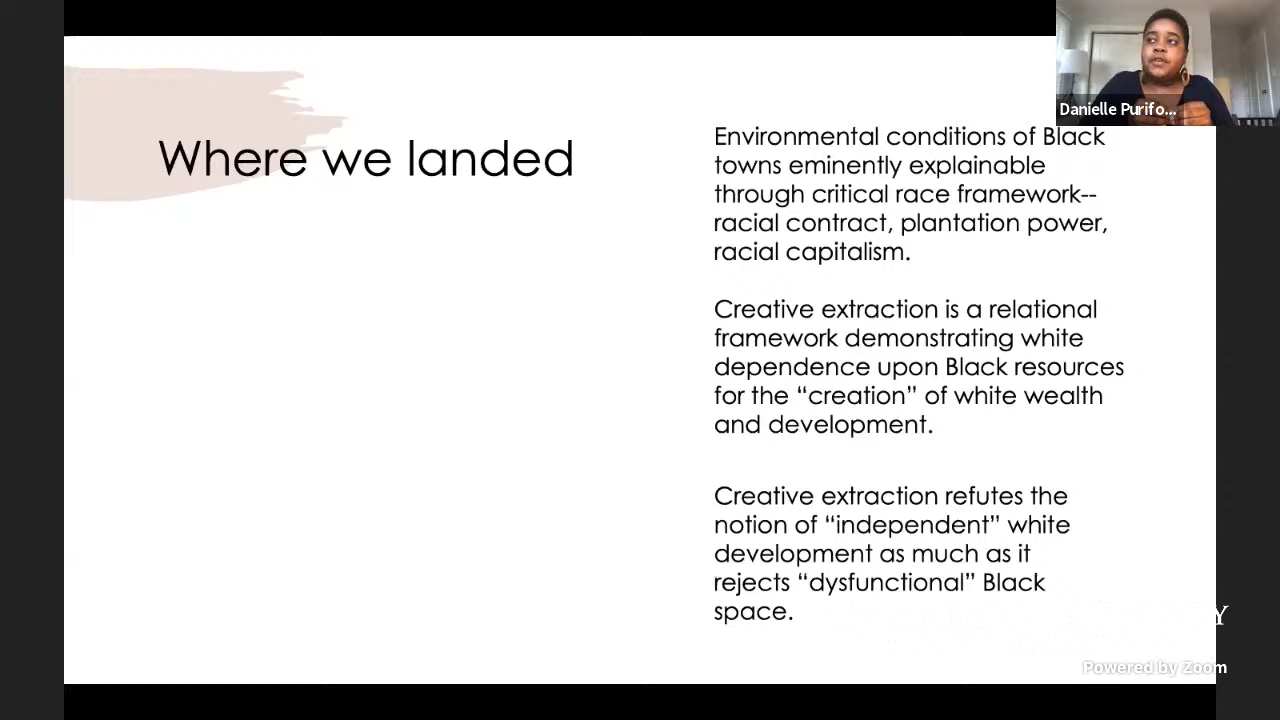 Danielle Purifo...
Where we landed
Environmental conditions of Black
towns eminently explainable
through critical race framework--
racial contract, plantation power,
racial capitalism.
Creative extraction is a relational
framework demonstrating white
dependence upon Black resources
for the “creation” of white wealth
and development.
Creative extraction refutes the
notion of “independent” white
development as much as it
rejects “dysfunctional” Black
space.
Y
Powered by Zoom